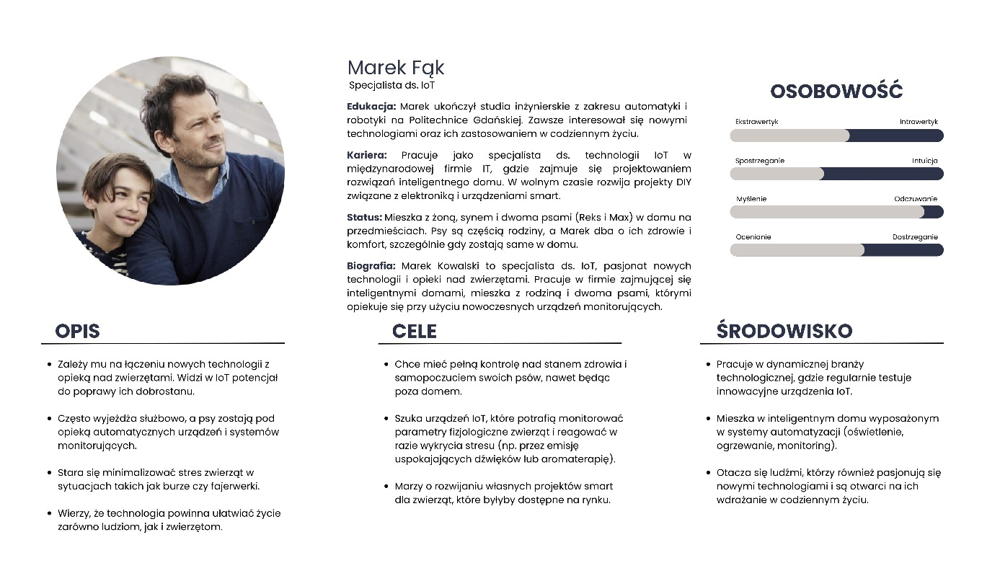 Marek Fąk
Specjalista ds. IoT
Edukacja: Marek ukończył studia inżynierskie z zakresu automatyki i
robotyki na Politechnice Gdańskiej. Zawsze interesował się nowymi
technologiami oraz ich zastosowaniem w codziennym życiu.
Kariera: Pracuje jako specjalista ds. technologii IoT w
międzynarodowej firmie IT, gdzie zajmuje się projektowaniem
rozwiązań inteligentnego domu. W wolnym czasie rozwija projekty DIY
związane z elektroniką i urządzeniami smart.
Status: Mieszka z żoną, synem i dwoma psami (Reks i Max) w domu na
przedmieściach. Psy są częścią rodziny, a Marek dba o ich zdrowie i
komfort, szczególnie gdy zostają same w domu.
Biografia: Marek Kowalski to specjalista ds. IoT, pasjonat nowych
technologii i opieki nad zwierzętami. Pracuje w firmie zajmującej się
inteligentnymi domami, mieszka z rodziną i dwoma psami, którymi
opiekuje się przy użyciu nowoczesnych urządzeń monitorujących.
OSOBOWOŚĆ
Ekstrawertyk Introwertyk
Spostrzeganie Intuicja
Myślenie Odczuwanie
Ocenianie Dostrzeganie
OPIS
• Zależy mu na łączeniu nowych technologii z
opieką nad zwierzętami. Widzi w IoT potencjał
do poprawy ich dobrostanu.
• Często wyjeżdża służbowo, a psy zostają pod
opieką automatycznych urządzeń i systemów
monitorujących.
• Stara się minimalizować stres zwierząt w
sytuacjach takich jak burze czy fajerwerki.
• Wierzy, że technologia powinna ułatwiać życie
zarówno ludziom, jak i zwierzętom.
CELE
• Chce mieć pełną kontrolę nad stanem zdrowia i
samopoczuciem swoich psów, nawet będąc
poza domem.
• Szuka urządzeń IoT, które potrafią monitorować
parametry fizjologiczne zwierząt i reagować w
razie wykrycia stresu (np. przez emisję
uspokajających dźwięków lub aromaterapię).
• Marzy o rozwijaniu własnych projektów smart
dla zwierząt, które byłyby dostępne na rynku.
ŚRODOWISKO
• Pracuje w dynamicznej branży
technologicznej, gdzie regularnie testuje
innowacyjne urządzenia IoT.
• Mieszka w inteligentnym domu wyposażonym
w systemy automatyzacji (oświetlenie,
ogrzewanie, monitoring).
• Otacza się ludźmi, którzy również pasjonują się
nowymi technologiami i są otwarci na ich
wdrażanie w codziennym życiu.